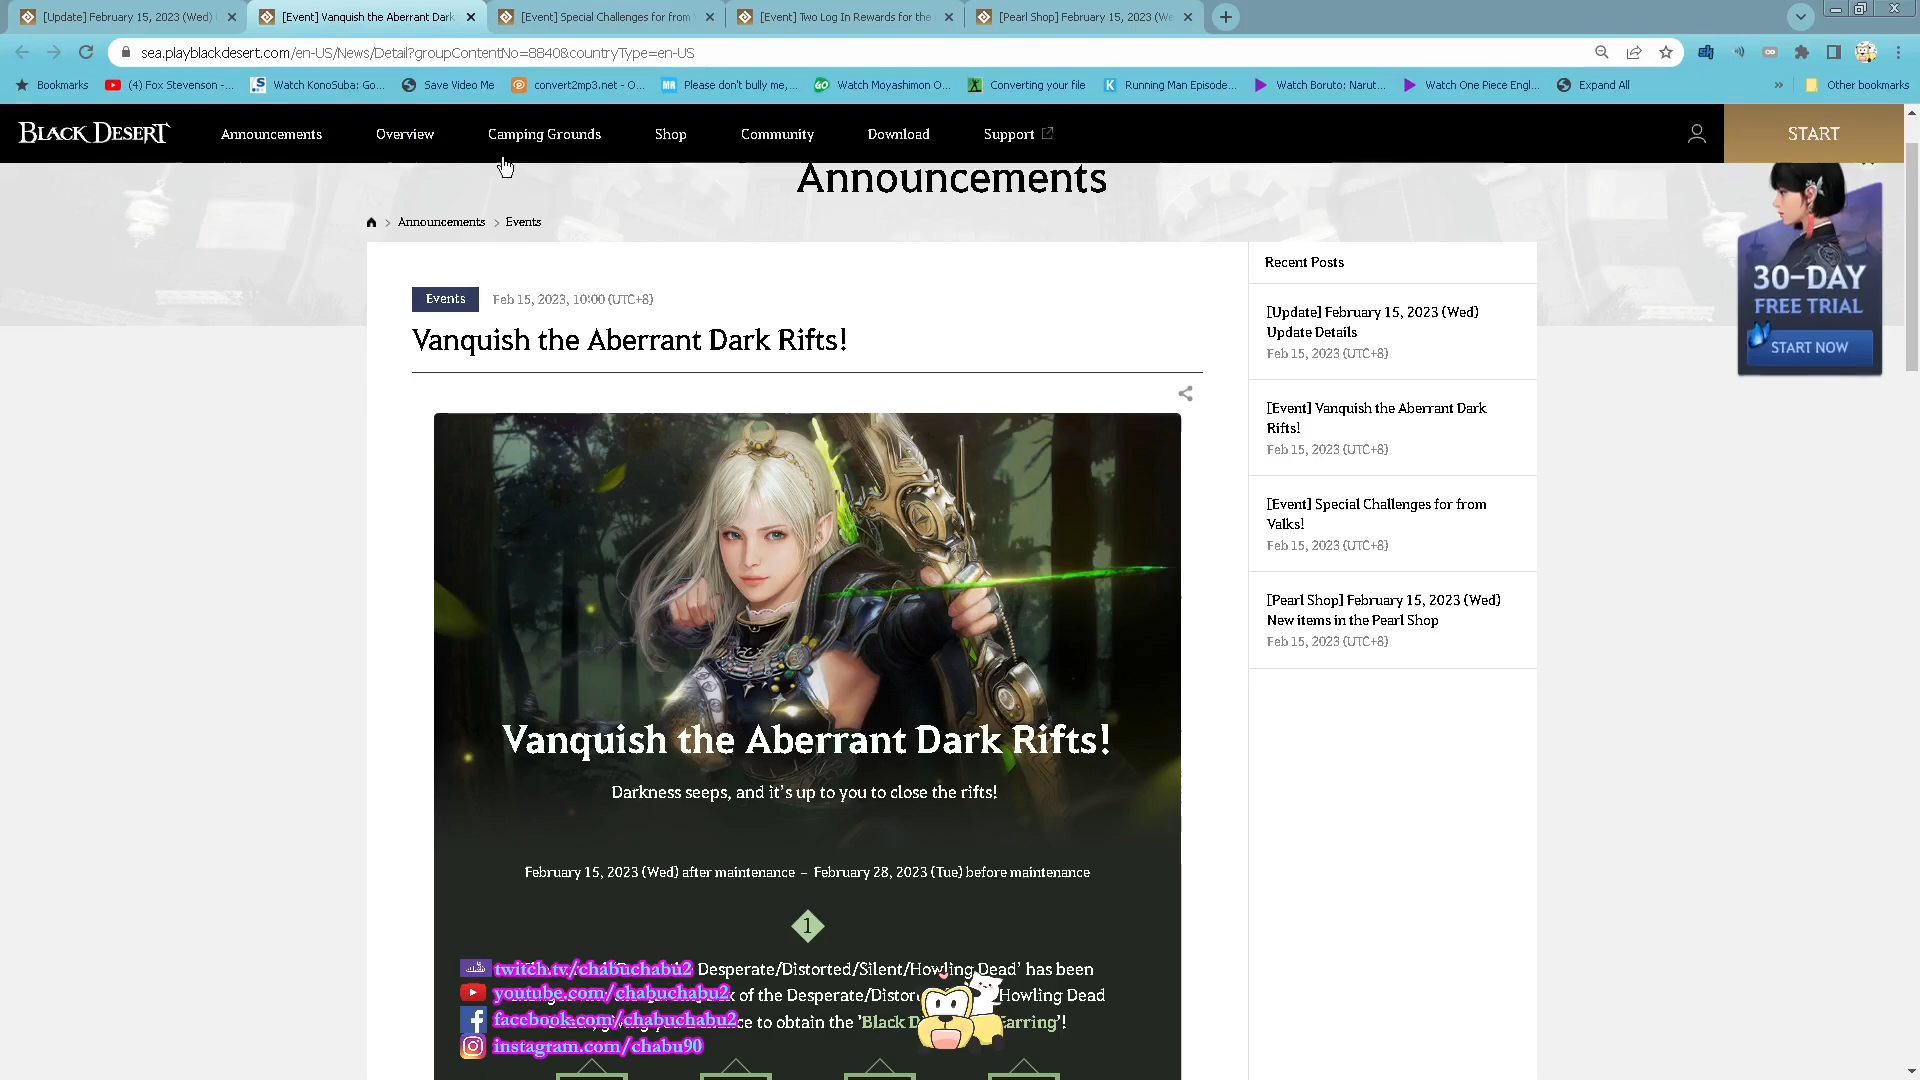 [Update] February 15, 2023 (Wed)
[Event] Vanquish the Aberrant Dark
[Event] Special Challenges for from
[Event] Two Log In Rewards for the
[Pearl Shop] February 15, 2023 (We
sea.playblackdesert.com/en-US/News/Detail?groupContentNo=8840&countryType=en-US
Bookmarks
(4) Fox Stevenson -...
Watch KonoSuba: Go...
Save Video Me
convert2mp3.net - O...
Please don't bully me,...
Watch Moyashimon O...
Converting your file
Running Man Episode...
Watch Boruto: Narut...
Watch One Piece Engl...
Expand All
»
Other bookmarks
BLACK DESERT
Announcements
Overview
Camping Grounds
Shop
Community
Download
Support
START
Announcements
Announcements > Events
Events
Feb 15, 2023, 10:00 (UTC+8)
Vanquish the Aberrant Dark Rifts!
Vanquish the Aberrant Dark Rifts!
Darkness seeps, and it's up to you to close the rifts!
February 15, 2023 (Wed) after maintenance – February 28, 2023 (Tue) before maintenance
1
Desperate/Distorted/Silent/Howling Dead' has been
of the Desperate/Distor Howling Dead
to obtain the 'Black arring'!
twitch.tv/chabuchabu2
youtube.com/chabuchabu2
facebook.com/chabuchabu2
instagram.com/chabu90
Recent Posts
[Update] February 15, 2023 (Wed)
Update Details
Feb 15, 2023 (UTC+8)
[Event] Vanquish the Aberrant Dark
Rifts!
Feb 15, 2023 (UTC+8)
[Event] Special Challenges for from
Valks!
Feb 15, 2023 (UTC+8)
[Pearl Shop] February 15, 2023 (Wed)
New items in the Pearl Shop
Feb 15, 2023 (UTC+8)
30-DAY
FREE TRIAL
START NOW